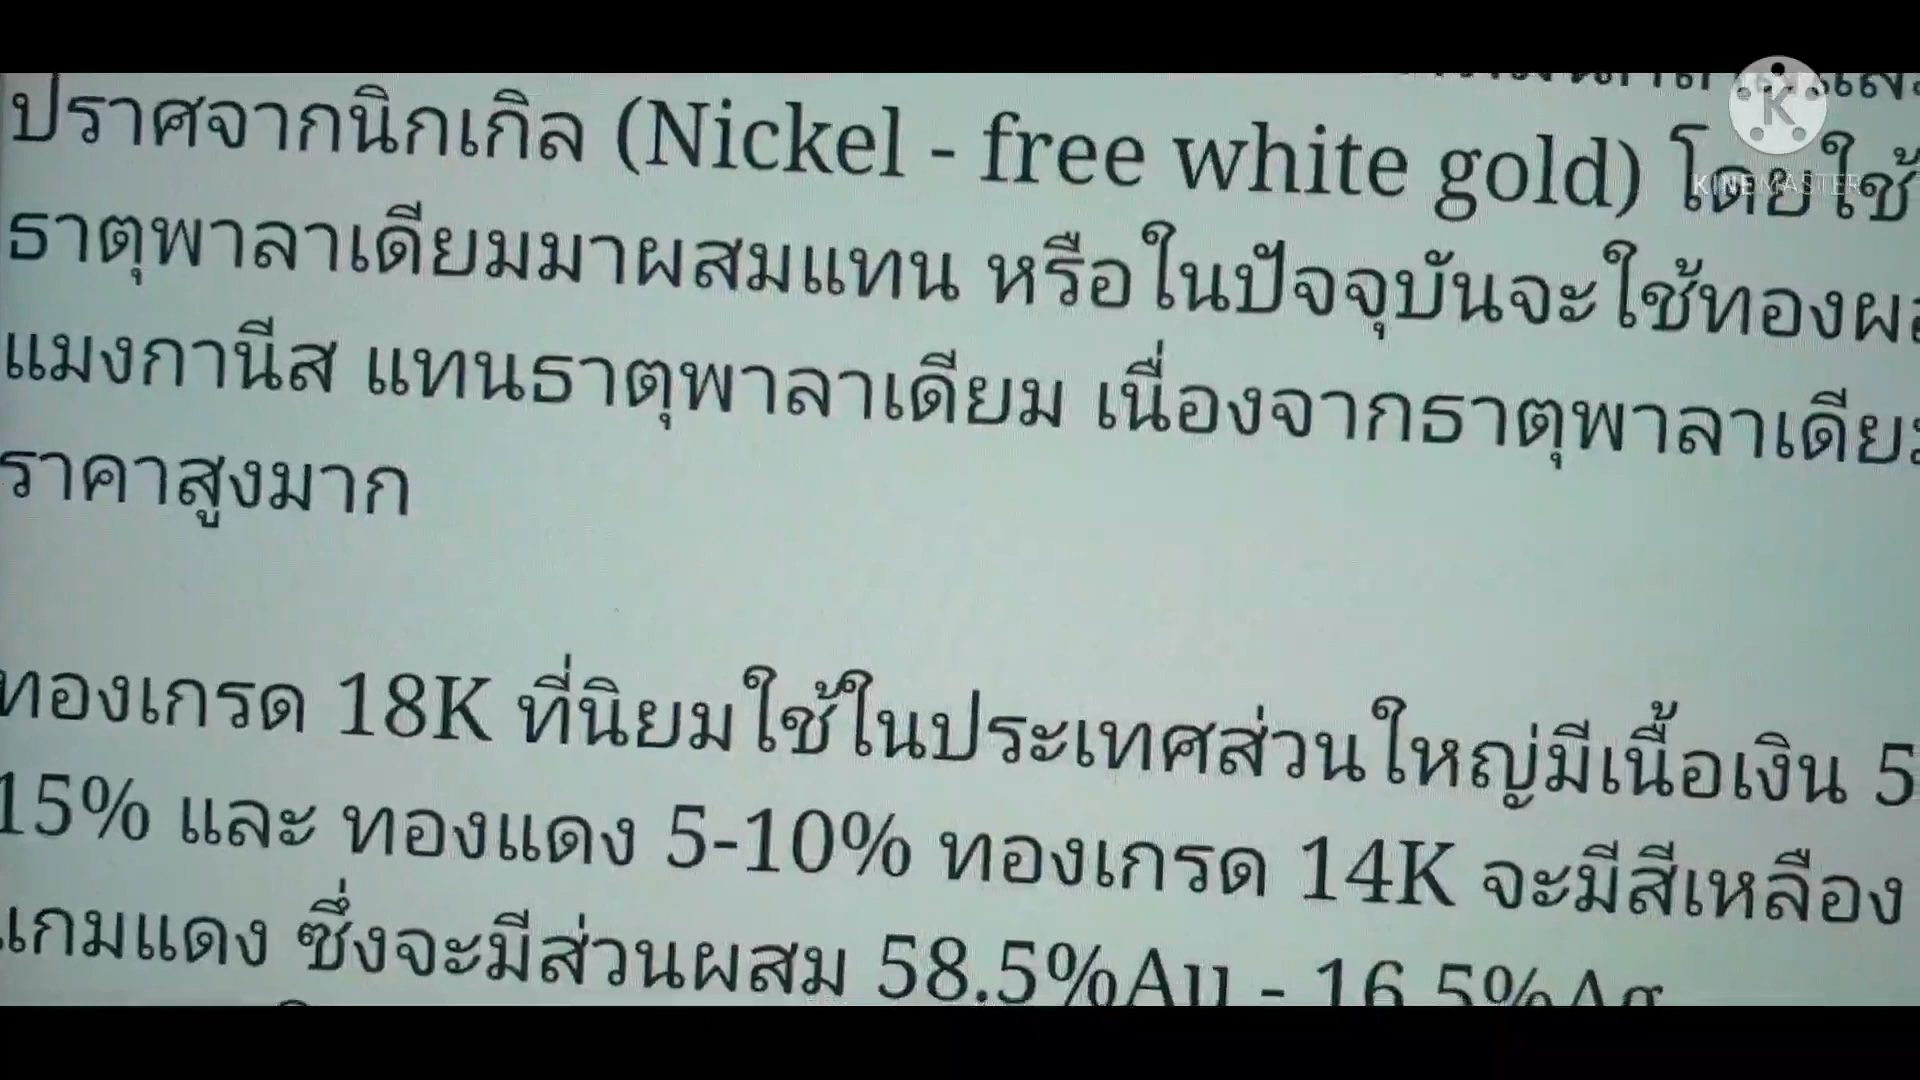 ปราศจากนิกเกิล (Nickel - free white gold) โดยใช้
ธาตุพาลาเดียมมาผสมแทน หรือในปัจจุบันจะใช้ทอง
แมงกานีส แทนธาตุพาลาเดียม เนื่องจากธาตุ
ราคาสูงมาก
ทองเกรด 18K ที่นิยมใช้ในประเทศส่วนใหญ่มีเนื้อเงิน 5
15% และ ทองแดง 5-10% ทองเกรด 14K จะมีสีเหลือง
แกมแดง ซึ่งจะมีส่วนผสม 58.5%Au - 16.5%Ag
KINEMASTER